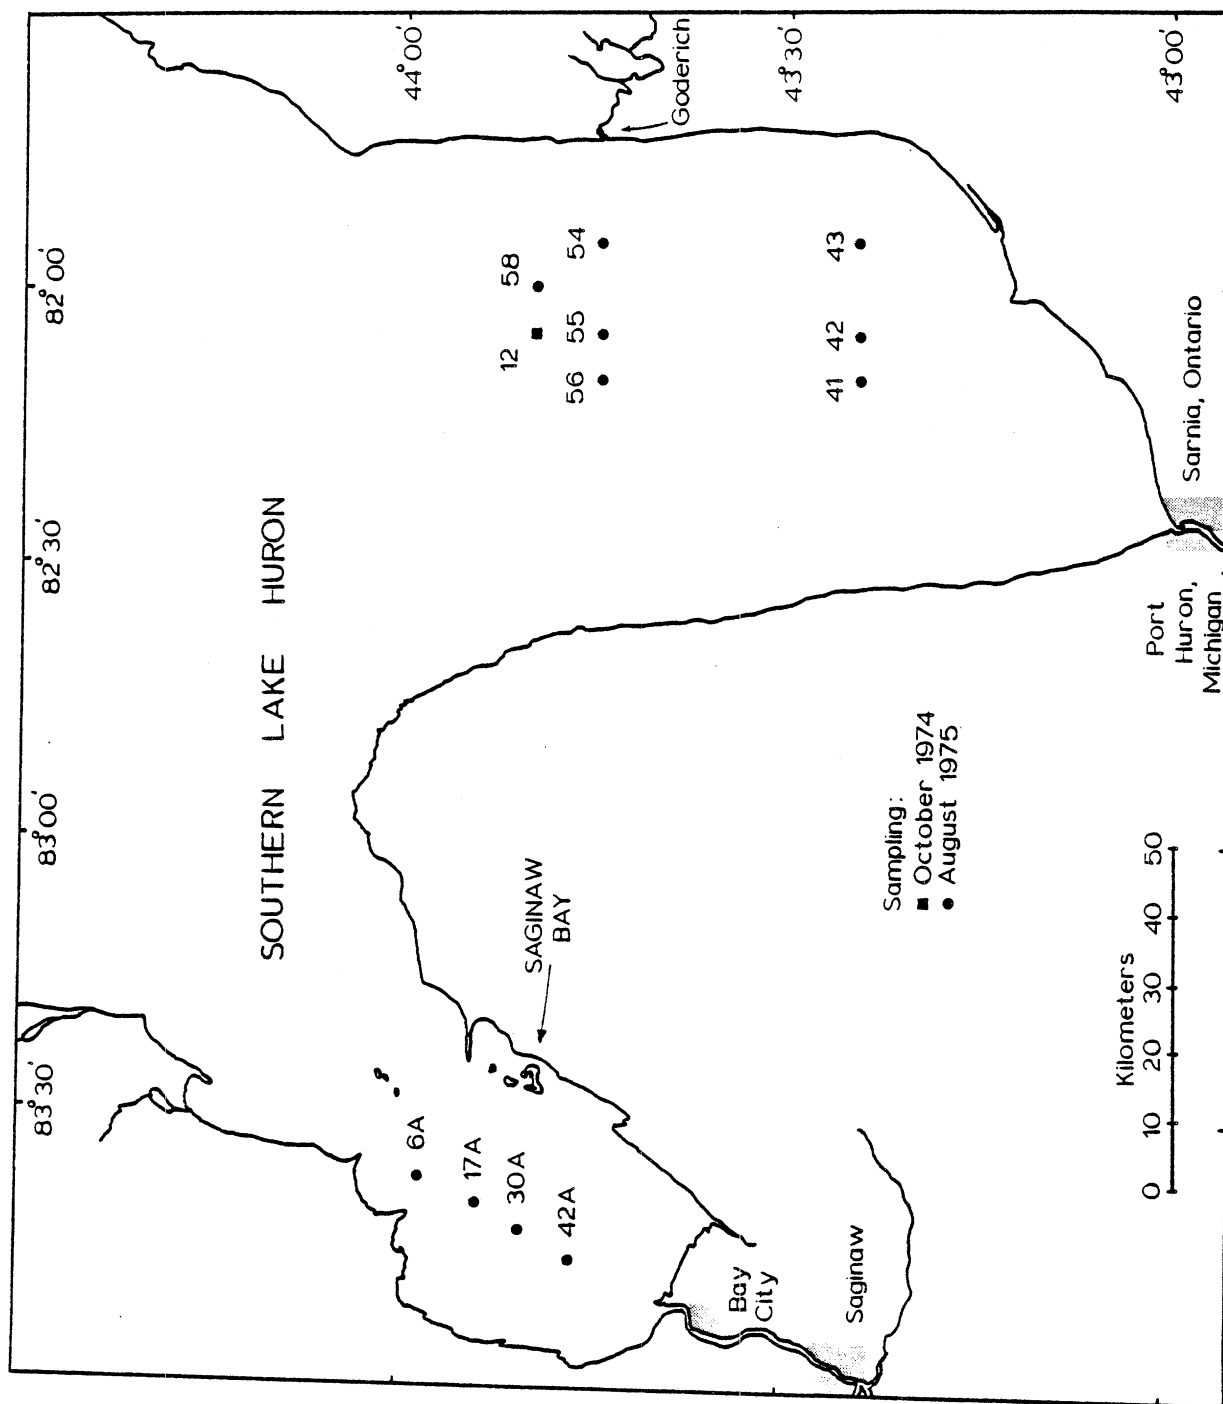 83°30'
83°00'
82°30'
82°00'
SOUTHERN LAKE HURON
44°00'
43°30'
43°00'
6A
17A
30A
42A
SAGINAW
BAY
12
58
56
55
54
41
42
43
Goderich
Bay
City
Saginaw
Sampling:
■ October 1974
● August 1975
Kilometers
0 10 20 30 40 50
Port
Huron,
Michigan
Sarnia, Ontario